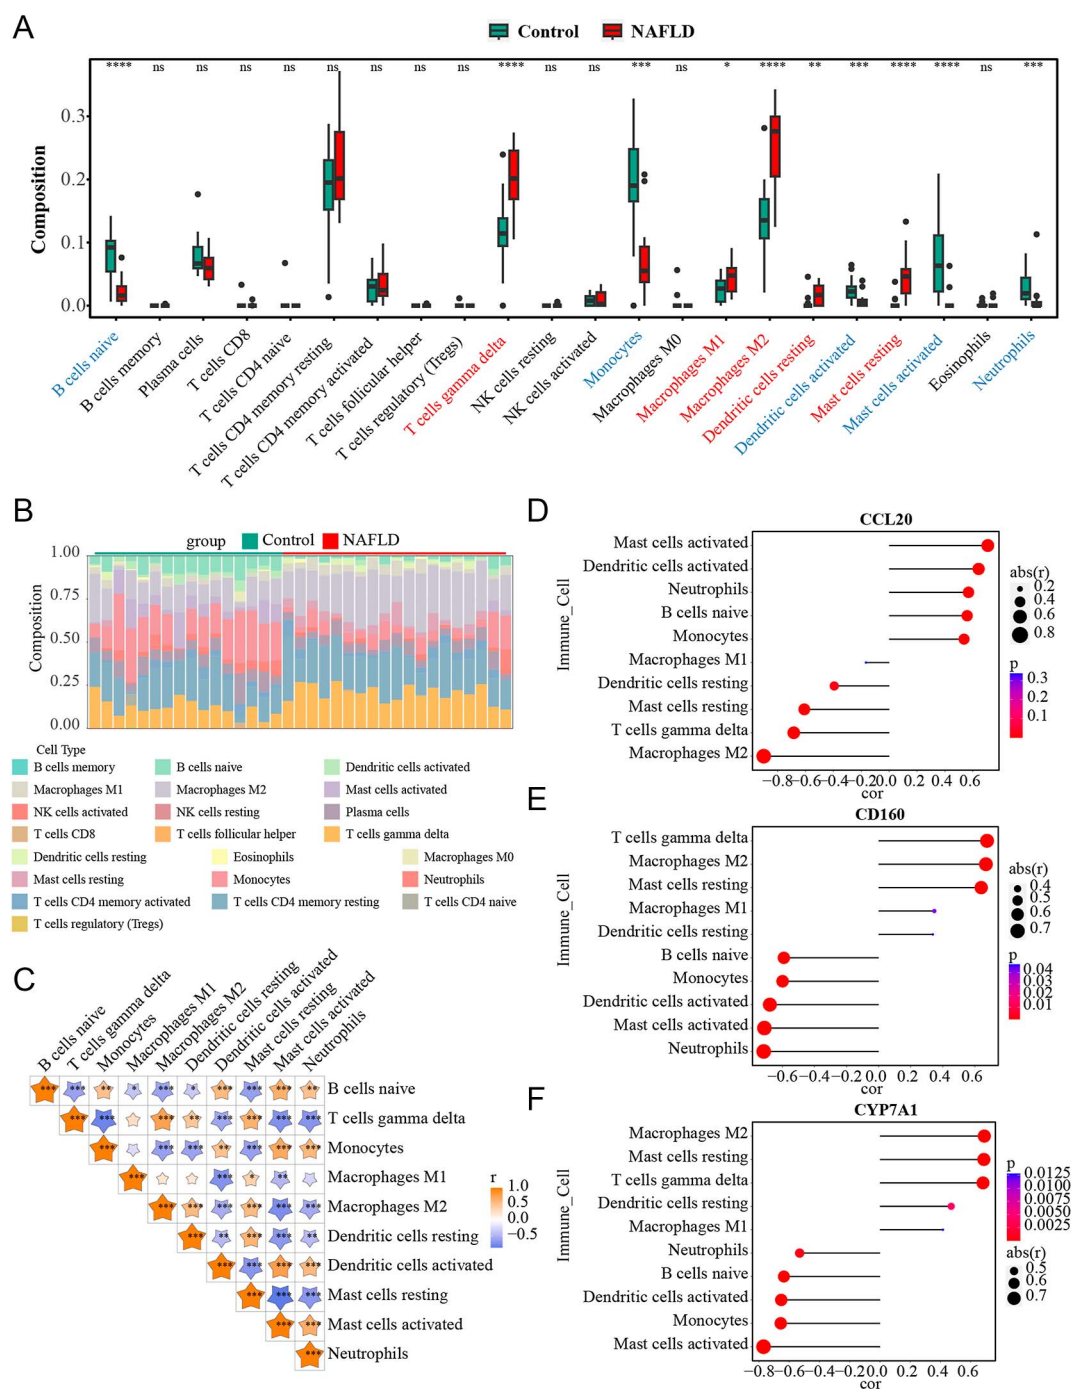 A
Control NAFLD
**** ns ns ns ns ns ns ns ns **** ns ns *** ns * **** ** *** **** **** ns ***
Composition
0.3
0.2
0.1
0.0
B cells naive
B cells memory
Plasma cells
T cells CD8
T cells CD4 naive
T cells CD4 memory resting
T cells CD4 memory activated
T cells follicular helper
T cells regulatory (Tregs)
T cells gamma delta
NK cells resting
NK cells activated
Monocytes
Macrophages M0
Macrophages M1
Macrophages M2
Dendritic cells resting
Dendritic cells activated
Mast cells resting
Mast cells activated
Eosinophils
Neutrophils
B
group Control NAFLD
Composition
1.00
0.75
0.50
0.25
0.00
Cell Type
B cells memory B cells naive Dendritic cells activated
Macrophages M1 Macrophages M2 Mast cells activated
NK cells activated NK cells resting Plasma cells
T cells CD8 T cells follicular helper T cells gamma delta
Dendritic cells resting Eosinophils Macrophages M0
Mast cells resting Monocytes Neutrophils
T cells CD4 memory activated T cells CD4 memory resting T cells CD4 naive
T cells regulatory (Tregs)
C
B cells naive
T cells gamma delta
Monocytes
Macrophages M1
Macrophages M2
Dendritic cells resting
Dendritic cells activated
Mast cells resting
Mast cells activated
Neutrophils
*** *** ** * *** * *** *** *** ** B cells naive
*** *** *** ** *** *** *** *** T cells gamma delta
*** *** *** ** *** *** *** Monocytes
*** *** * ** Macrophages M1
*** *** *** *** *** *** Macrophages M2
*** ** *** *** ** Dendritic cells resting
*** *** *** *** Dendritic cells activated
*** *** *** Mast cells resting
*** *** Mast cells activated
*** Neutrophils
r
1.0
0.5
0.0
−0.5
D
CCL20
Immune_Cell
Mast cells activated
Dendritic cells activated
Neutrophils
B cells naive
Monocytes
Macrophages M1
Dendritic cells resting
Mast cells resting
T cells gamma delta
Macrophages M2
−0.8−0.6−0.4−0.20.0 0.2 0.4 0.6
cor
abs(r)
0.2
0.4
0.6
0.8
p
0.3
0.2
0.1
E
CD160
Immune_Cell
T cells gamma delta
Macrophages M2
Mast cells resting
Macrophages M1
Dendritic cells resting
B cells naive
Monocytes
Dendritic cells activated
Mast cells activated
Neutrophils
−0.6−0.4−0.20.0 0.2 0.4 0.6
cor
abs(r)
0.4
0.5
0.6
0.7
p
0.04
0.03
0.02
0.01
F
CYP7A1
Immune_Cell
Macrophages M2
Mast cells resting
T cells gamma delta
Dendritic cells resting
Macrophages M1
Neutrophils
B cells naive
Dendritic cells activated
Monocytes
Mast cells activated
−0.8−0.6−0.4−0.20.0 0.2 0.4 0.6
cor
p
0.0125
0.0100
0.0075
0.0050
0.0025
abs(r)
0.5
0.6
0.7